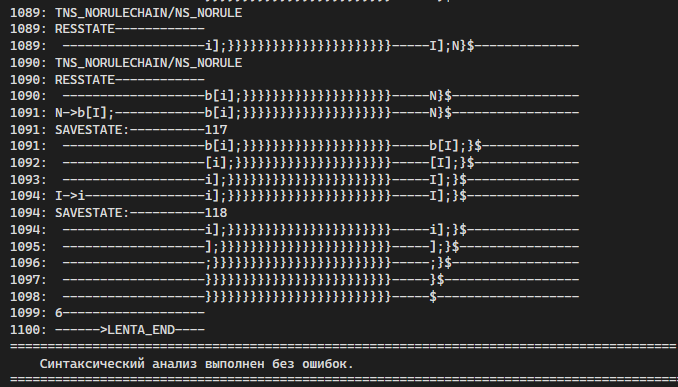 1089: TNS_NORULECHAIN/NS_NORULE
1089: RESSTATE------------
1089:  -------------------i];}}}}}}}}}}}}}}}}}}}}}}-----I];N}$--------------
1090: TNS_NORULECHAIN/NS_NORULE
1090: RESSTATE------------
1090:  -------------------b[i];}}}}}}}}}}}}}}}}}}}}-----N}$-----------------
1091: N->b[I];------------b[i];}}}}}}}}}}}}}}}}}}}}-----N}$-----------------
1091: SAVESTATE:----------117
1091:  -------------------b[i];}}}}}}}}}}}}}}}}}}}}-----b[I];}$-------------
1092:  -------------------[i];}}}}}}}}}}}}}}}}}}}}}-----[I];}$--------------
1093:  -------------------i];}}}}}}}}}}}}}}}}}}}}}}-----I];}$---------------
1094: I->i----------------i];}}}}}}}}}}}}}}}}}}}}}}-----I];}$---------------
1094: SAVESTATE:----------118
1094:  -------------------i];}}}}}}}}}}}}}}}}}}}}}}-----i];}$---------------
1095:  -------------------];}}}}}}}}}}}}}}}}}}}}}}}-----];}$----------------
1096:  -------------------;}}}}}}}}}}}}}}}}}}}}}}}}-----;}$-----------------
1097:  -------------------}}}}}}}}}}}}}}}}}}}}}}}}}-----}$------------------
1098:  -------------------}}}}}}}}}}}}}}}}}}}}}}}}}-----$-------------------
1099: 6-------------------
1100: ------>LENTA_END----
=========================================================================================
Синтаксический анализ выполнен без ошибок.
=========================================================================================